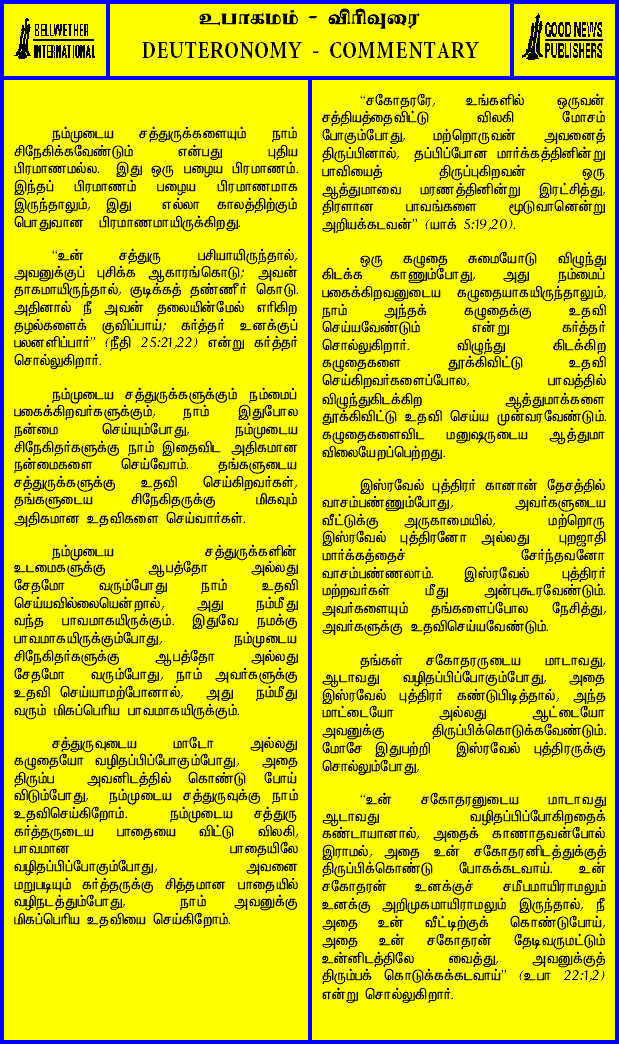 BELLWETHER
INTERNATIONAL
உபாகமம் - விரிவுரை
DEUTERONOMY - COMMENTARY
GOOD NEWS
PUBLISHERS
நம்முடைய சத்துருக்களையும் நாம்
சிநேகிக்கவேண்டும் என்பது புதிய
பிரமாணமல்ல. இது ஒரு பழைய பிரமாணம்.
இந்தப் பிரமாணம் பழைய பிரமாணமாக
இருந்தாலும், இது எல்லா காலத்திற்கும்
பொதுவான பிரமாணமாயிருக்கிறது.
“உன் சத்துரு பசியாயிருந்தால்,
அவனுக்குப் புசிக்க ஆகாரங்கொடு; அவன்
தாகமாயிருந்தால், குடிக்கத் தண்ணீர் கொடு.
அதினால் நீ அவன் தலையின்மேல் எரிகிற
தழல்களைக் குவிப்பாய்; கர்த்தர் உனக்குப்
பலனளிப்பார்” (நீதி 25:21,22) என்று கர்த்தர்
சொல்லுகிறார்.
நம்முடைய சத்துருக்களுக்கும் நம்மைப்
பகைக்கிறவர்களுக்கும், நாம் இதுபோல
நன்மை செய்யும்போது, நம்முடைய
சிநேகிதர்களுக்கு நாம் இதைவிட அதிகமான
நன்மைகளை செய்வோம். தங்களுடைய
சத்துருக்களுக்கு உதவி செய்கிறவர்கள்,
தங்களுடைய சிநேகிதருக்கு மிகவும்
அதிகமான உதவிகளை செய்வார்கள்.
நம்முடைய சத்துருக்களின்
உடமைகளுக்கு ஆபத்தோ அல்லது
சேதமோ வரும்போது நாம் உதவி
செய்யவில்லையென்றால், அது நம்மீது
வந்த பாவமாகயிருக்கும். இதுவே நமக்கு
பாவமாகயிருக்கும்போது, நம்முடைய
சிநேகிதர்களுக்கு ஆபத்தோ அல்லது
சேதமோ வரும்போது, நாம் அவர்களுக்கு
உதவி செய்யாமற்போனால், அது நம்மீது
வரும் மிகப்பெரிய பாவமாகயிருக்கும்.
சத்துருவுடைய மாடோ அல்லது
கழுதையோ வழிதப்பிப்போகும்போது, அதை
திரும்ப அவனிடத்தில் கொண்டு போய்
விடும்போது, நம்முடைய சத்துருவுக்கு நாம்
உதவிசெய்கிறோம். நம்முடைய சத்துரு
கர்த்தருடைய பாதையை விட்டு விலகி,
பாவமான பாதையிலே
வழிதப்பிப்போகும்போது, அவனை
மறுபடியும் கர்த்தருக்கு சித்தமான பாதையில்
வழிநடத்தும்போது, நாம் அவனுக்கு
மிகப்பெரிய உதவியை செய்கிறோம்.
“சகோதரரே, உங்களில் ஒருவன்
சத்தியத்தைவிட்டு விலகி மோசம்
போகும்போது, மற்றொருவன் அவனைத்
திருப்பினால், தப்பிப்போன மார்க்கத்தினின்று
பாவியைத் திருப்புகிறவன் ஒரு
ஆத்துமாவை மரணத்தினின்று இரட்சித்து,
திரளான பாவங்களை மூடுவானென்று
அறியக்கடவன்” (யாக் 5:19,20).
ஒரு கழுதை சுமையோடு விழுந்து
கிடக்க காணும்போது, அது நம்மைப்
பகைக்கிறவனுடைய கழுதையாகயிருந்தாலும்,
நாம் அந்தக் கழுதைக்கு உதவி
செய்யவேண்டும் என்று கர்த்தர்
சொல்லுகிறார். விழுந்து கிடக்கிற
கழுதைகளை தூக்கிவிட்டு உதவி
செய்கிறவர்களைப்போல, பாவத்தில்
விழுந்துகிடக்கிற ஆத்துமாக்களை
தூக்கிவிட்டு உதவி செய்ய முன்வரவேண்டும்.
கழுதைகளைவிட மனுஷருடைய ஆத்துமா
விலையேறப்பெற்றது.
இஸ்ரவேல் புத்திரர் கானான் தேசத்தில்
வாசம்பண்ணும்போது, அவர்களுடைய
வீட்டுக்கு அருகாமையில், மற்றொரு
இஸ்ரவேல் புத்திரனோ அல்லது புறஜாதி
மார்க்கத்தைச் சேர்ந்தவனோ
வாசம்பண்ணலாம். இஸ்ரவேல் புத்திரர்
மற்றவர்கள் மீது அன்புகூரவேண்டும்.
அவர்களையும் தங்களைப்போல நேசித்து,
அவர்களுக்கு உதவிசெய்யவேண்டும்.
தங்கள் சகோதரருடைய மாடாவது,
ஆடாவது வழிதப்பிப்போகும்போது, அதை
இஸ்ரவேல் புத்திரர் கண்டுபிடித்தால், அந்த
மாட்டையோ அல்லது ஆட்டையோ
அவனுக்கு திருப்பிக்கொடுக்கவேண்டும்.
மோசே இதுபற்றி இஸ்ரவேல் புத்திரருக்கு
சொல்லும்போது,
“உன் சகோதரனுடைய மாடாவது
ஆடாவது வழிதப்பிப்போகிறதைக்
கண்டாயானால், அதைக் காணாதவன்போல்
இராமல், அதை உன் சகோதரனிடத்துக்குத்
திருப்பிக்கொண்டு போகக்கடவாய். உன்
சகோதரன் உனக்குச் சமீபமாயிராமலும்
உனக்கு அறிமுகமாயிராமலும் இருந்தால், நீ
அதை உன் வீட்டிற்குக் கொண்டுபோய்,
அதை உன் சகோதரன் தேடிவருமட்டும்
உன்னிடத்திலே வைத்து, அவனுக்குத்
திரும்பக் கொடுக்கக்கடவாய்” (உபா 22:1,2)
என்று சொல்லுகிறார்.